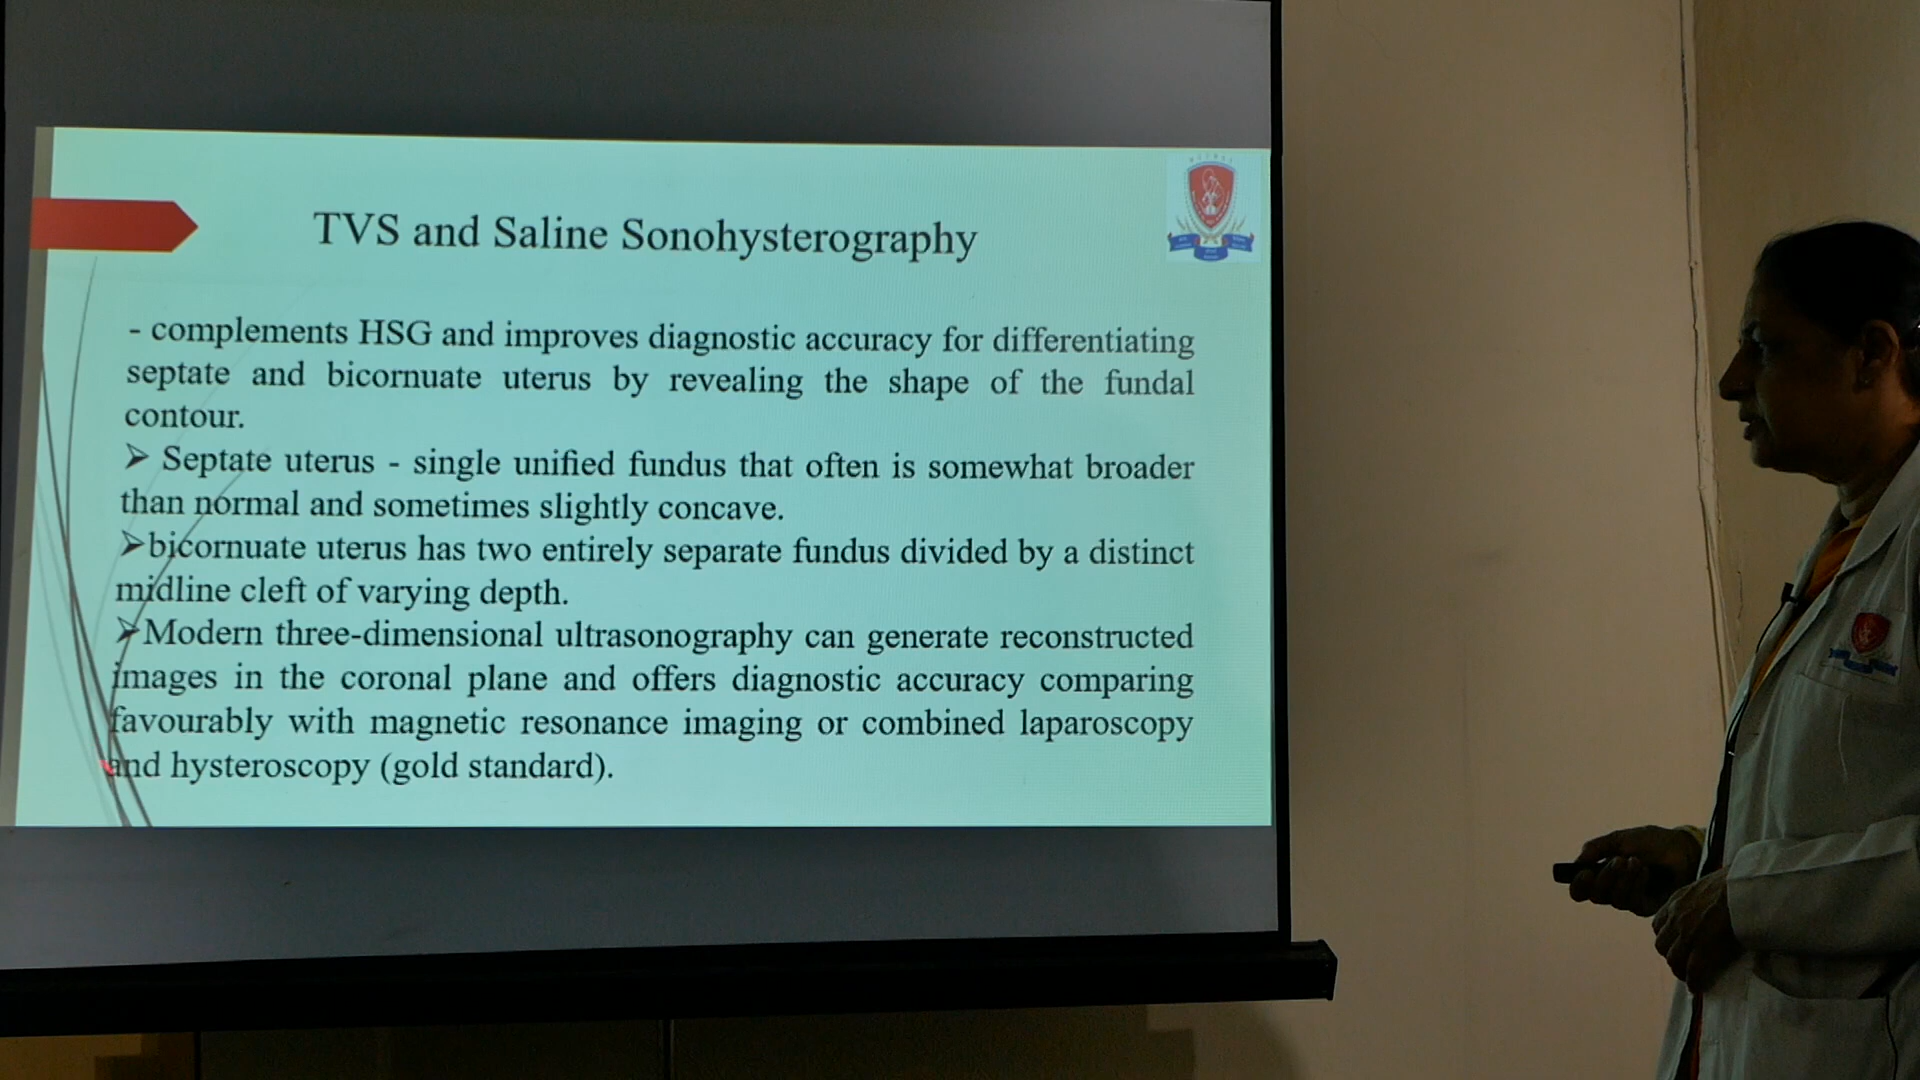 TVS and Saline Sonohysterography
- complements HSG and improves diagnostic accuracy for differentiating
septate and bicornuate uterus by revealing the shape of the fundal
contour.
➢ Septate uterus - single unified fundus that often is somewhat broader
than normal and sometimes slightly concave.
➢bicornuate uterus has two entirely separate fundus divided by a distinct
midline cleft of varying depth.
➢Modern three-dimensional ultrasonography can generate reconstructed
images in the coronal plane and offers diagnostic accuracy comparing
favourably with magnetic resonance imaging or combined laparoscopy
and hysteroscopy (gold standard).